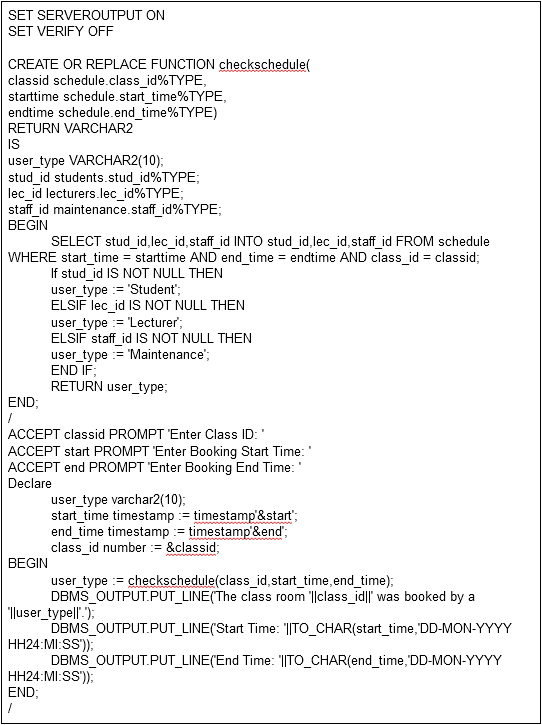 SET SERVEROUTPUT ON
SET VERIFY OFF

CREATE OR REPLACE FUNCTION checkschedule(
classid schedule.class_id%TYPE,
starttime schedule.start_time%TYPE,
endtime schedule.end_time%TYPE)
RETURN VARCHAR2
IS
user_type VARCHAR2(10);
stud_id students.stud_id%TYPE;
lec_id lecturers.lec_id%TYPE;
staff_id maintenance.staff_id%TYPE;
BEGIN
SELECT stud_id,lec_id,staff_id INTO stud_id,lec_id,staff_id FROM schedule
WHERE start_time = starttime AND end_time = endtime AND class_id = classid;
If stud_id IS NOT NULL THEN
user_type := 'Student';
ELSIF lec_id IS NOT NULL THEN
user_type := 'Lecturer';
ELSIF staff_id IS NOT NULL THEN
user_type := 'Maintenance';
END IF;
RETURN user_type;
END;
/
ACCEPT classid PROMPT 'Enter Class ID: '
ACCEPT start PROMPT 'Enter Booking Start Time: '
ACCEPT end PROMPT 'Enter Booking End Time: '
Declare
user_type varchar2(10);
start_time timestamp := timestamp'&start';
end_time timestamp := timestamp'&end';
class_id number := &classid;
BEGIN
user_type := checkschedule(class_id,start_time,end_time);
DBMS_OUTPUT.PUT_LINE('The class room '||class_id||' was booked by a
'||user_type||'.');
DBMS_OUTPUT.PUT_LINE('Start Time: '||TO_CHAR(start_time,'DD-MON-YYYY
HH24:MI:SS'));
DBMS_OUTPUT.PUT_LINE('End Time: '||TO_CHAR(end_time,'DD-MON-YYYY
HH24:MI:SS'));
END;
/